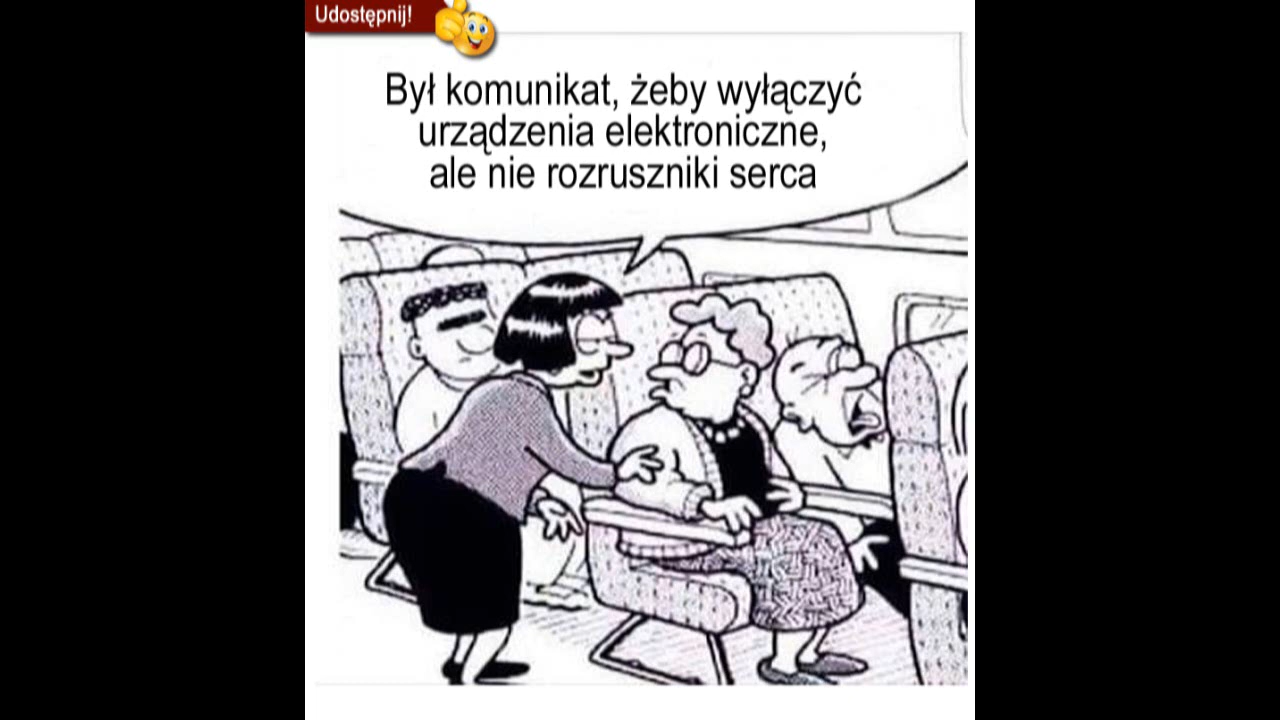 Udostępnij!
Był komunikat, żeby wyłączyć
urządzenia elektroniczne,
ale nie rozruszniki serca